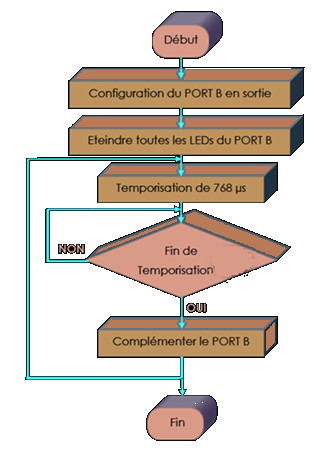 Début
Configuration du PORT B en sortie
Eteindre toutes les LEDs du PORT B
Temporisation de 768 µs
Fin de
Temporisation
NON
OUI
Complémenter le PORT B
Fin